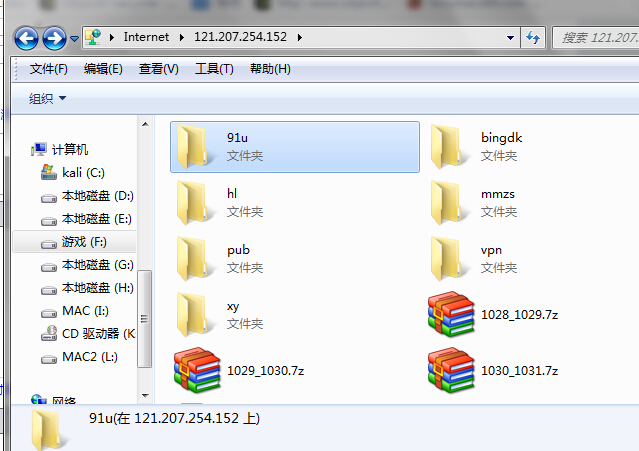 Internet ▸ 121.207.254.152 ▸
搜索 121.207.
文件(F) 编辑(E) 查看(V) 工具(T) 帮助(H)
组织
计算机
kali (C:)
本地磁盘 (D:)
本地磁盘 (E:)
游戏 (F:)
本地磁盘 (G:)
本地磁盘 (H:)
MAC (I:)
CD 驱动器 (K
MAC2 (L:)
网络
91u
文件夹
bingdk
文件夹
hl
文件夹
mmzs
文件夹
pub
文件夹
vpn
文件夹
xy
文件夹
1028_1029.7z
1029_1030.7z
1030_1031.7z
91u(在 121.207.254.152 上)